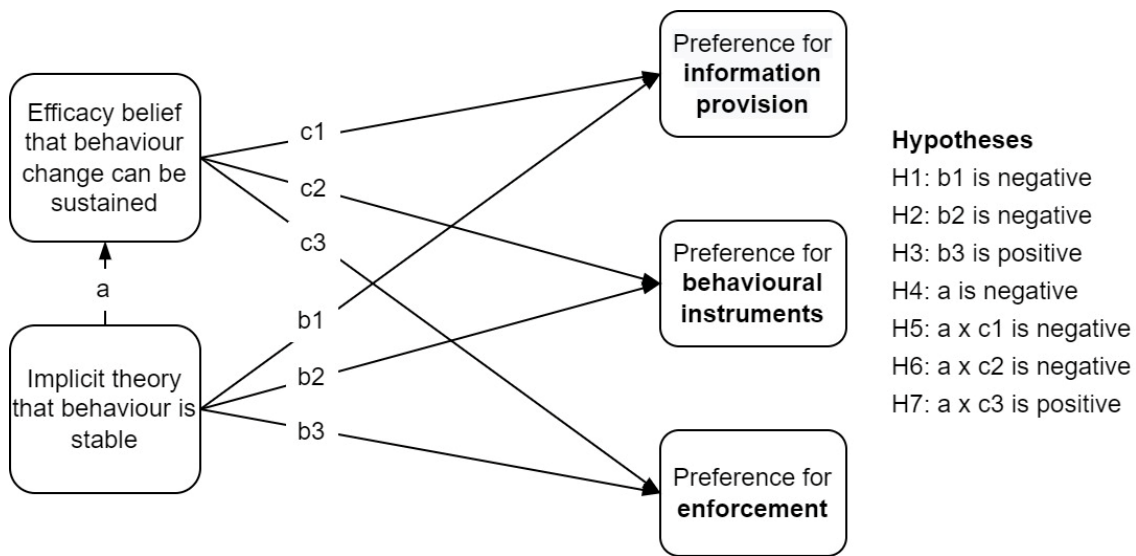 Efficacy belief
that behaviour
change can be
sustained
a
Implicit theory
that behaviour is
stable
c1
c2
c3
b1
b2
b3
Preference for
information
provision
Preference for
behavioural
instruments
Preference for
enforcement
Hypotheses
H1: b1 is negative
H2: b2 is negative
H3: b3 is positive
H4: a is negative
H5: a x c1 is negative
H6: a x c2 is negative
H7: a x c3 is positive